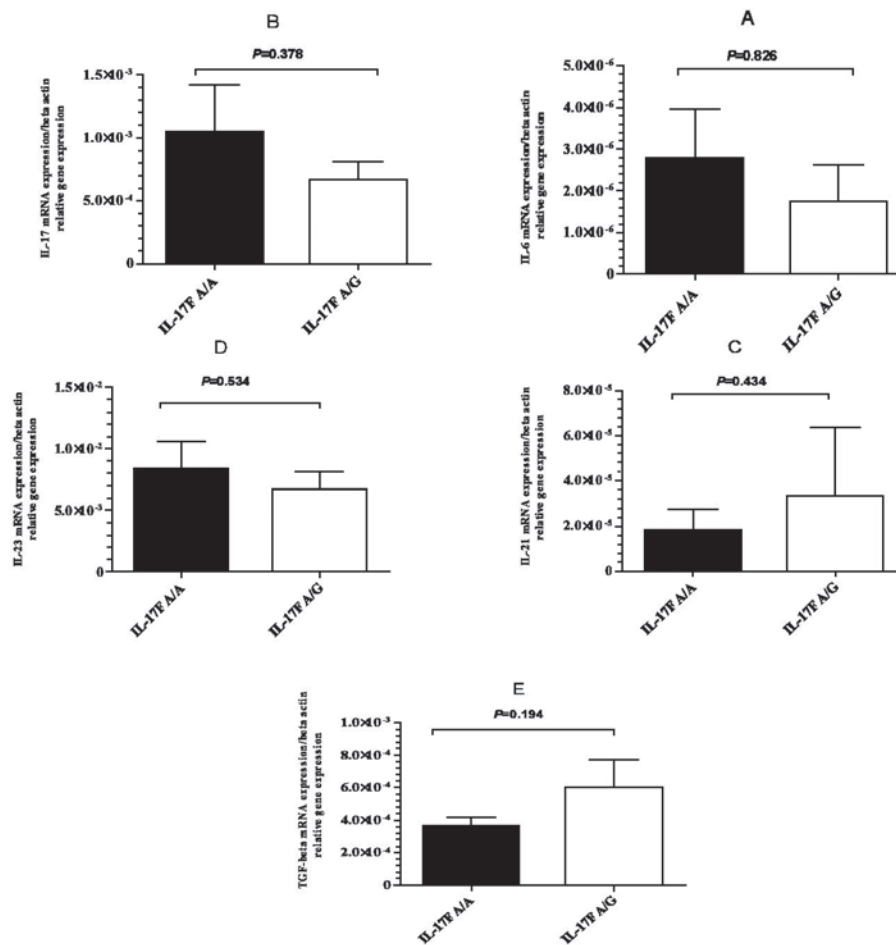 B
P=0.378
IL-17 mRNA expression/beta actin
relative gene expression
1.5×10⁻³
1.0×10⁻³
5.0×10⁻⁴
0
IL-17F A/A
IL-17F A/G
A
P=0.826
IL-6 mRNA expression/beta actin
relative gene expression
5.0×10⁻⁶
4.0×10⁻⁶
3.0×10⁻⁶
2.0×10⁻⁶
1.0×10⁻⁶
0
IL-17F A/A
IL-17F A/G
D
P=0.534
IL-23 mRNA expression/beta actin
relative gene expression
1.5×10⁻²
1.0×10⁻²
5.0×10⁻³
0
IL-17F A/A
IL-17F A/G
C
P=0.434
IL-21 mRNA expression/beta actin
relative gene expression
8.0×10⁻⁵
6.0×10⁻⁵
4.0×10⁻⁵
2.0×10⁻⁵
0
IL-17F A/A
IL-17F A/G
E
P=0.194
TGF-beta mRNA expression/beta actin
relative gene expression
1.0×10⁻³
8.0×10⁻⁴
6.0×10⁻⁴
4.0×10⁻⁴
2.0×10⁻⁴
0
IL-17F A/A
IL-17F A/G